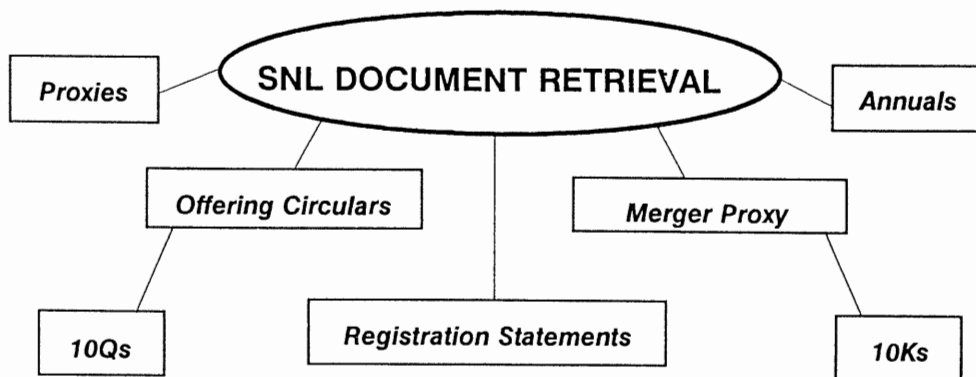 SNL DOCUMENT RETRIEVAL
Proxies
Annuals
Offering Circulars
Merger Proxy
10Qs
Registration Statements
10Ks